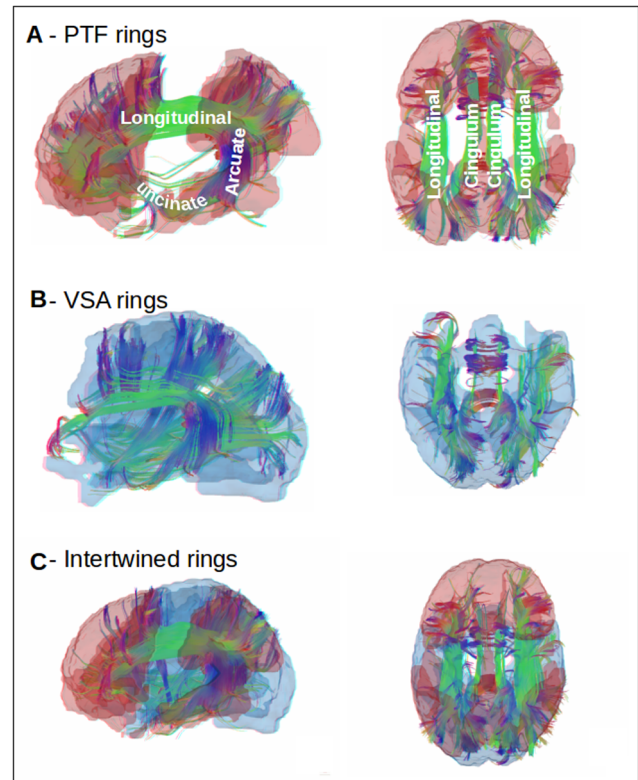 A - PTF rings
Longitudinal
Arcuate
uncinate
Longitudinal
Cingulum
Cingulum
Longitudinal
B - VSA rings
C - Intertwined rings